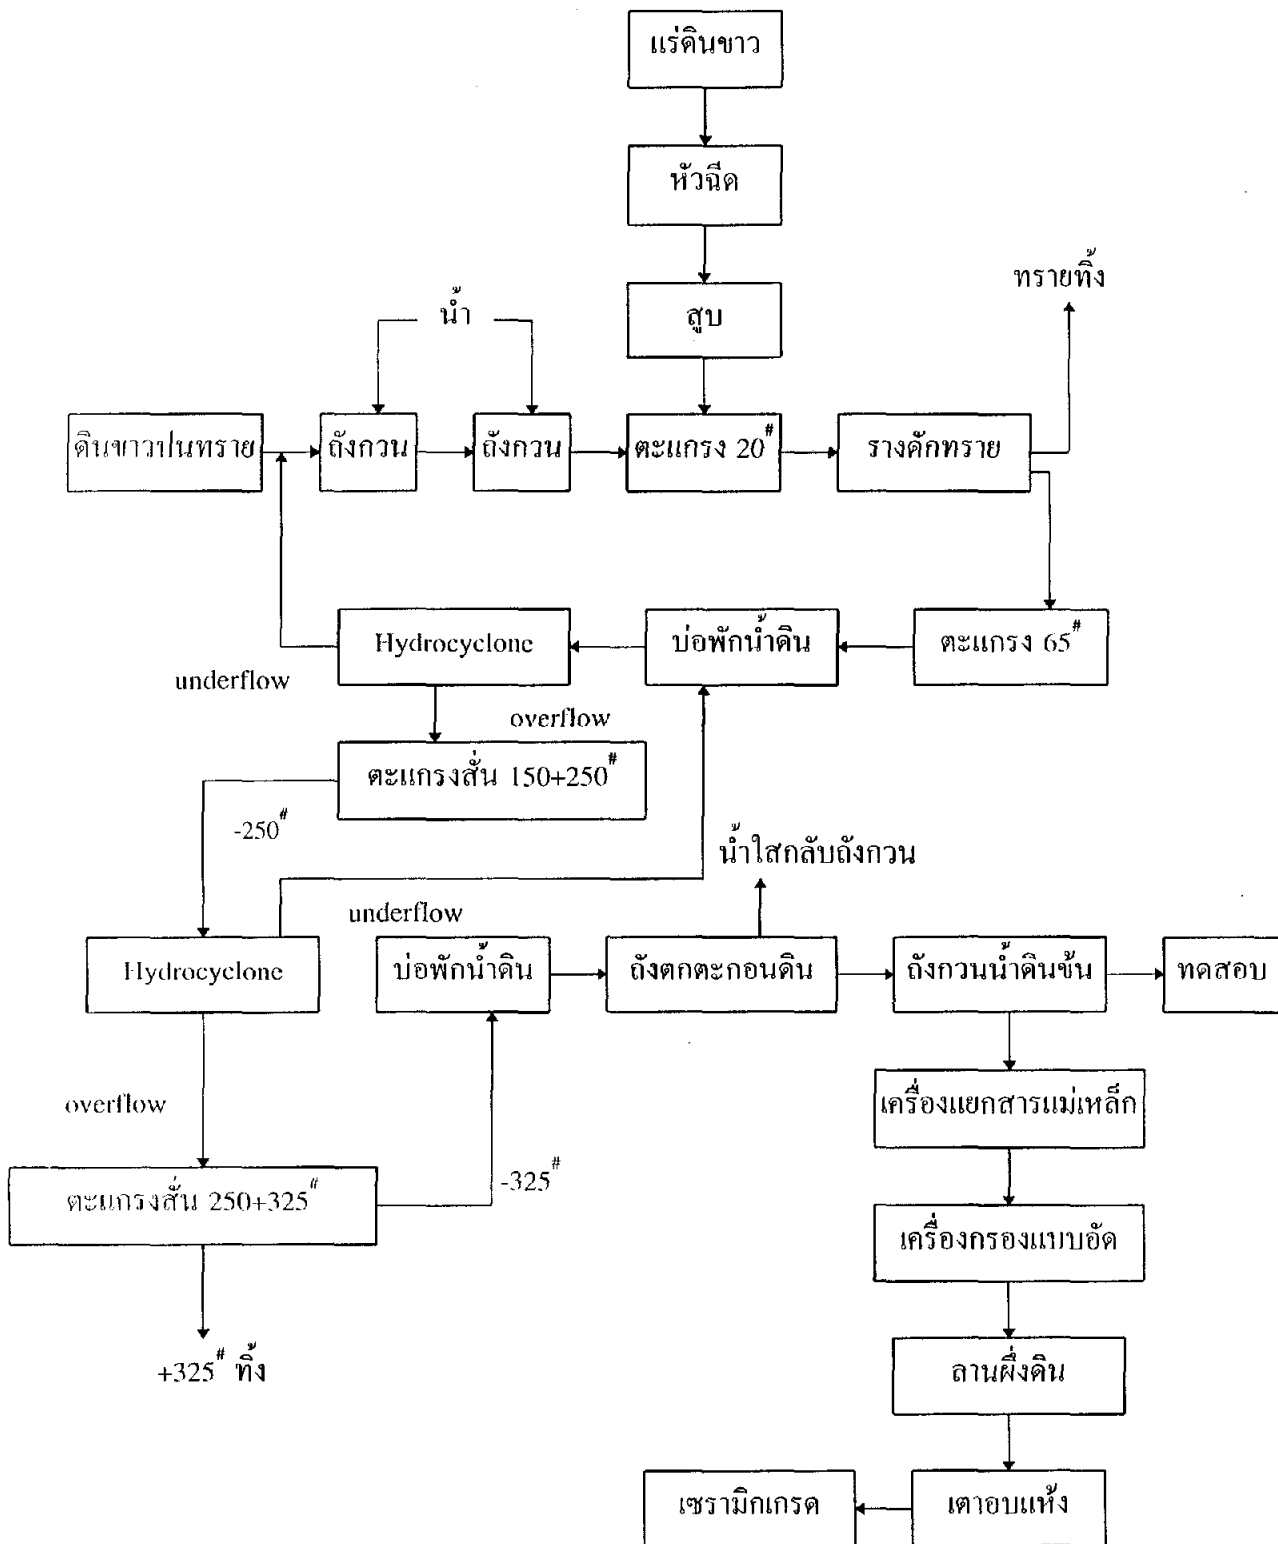 แร่ดินขาว
หัวฉีด
ทรายทิ้ง
น้ำ
สูบ
ดินขาวปนทราย
ถังกวน
ถังกวน
ตะแกรง 20#
รางดักทราย
Hydrocyclone
บ่อพักน้ำดิน
ตะแกรง 65#
underflow
overflow
ตะแกรงสั่น 150+250#
-250#
น้ำใสกลับถังกวน
underflow
Hydrocyclone
บ่อพักน้ำดิน
ถังตกตะกอนดิน
ถังกวนน้ำดินข้น
ทดสอบ
overflow
เครื่องแยกสารแม่เหล็ก
-325#
ตะแกรงสั่น 250+325#
เครื่องกรองแบบอัด
+325# ทิ้ง
ลานผึ่งดิน
เซรามิกเกรด
เตาอบแห้ง